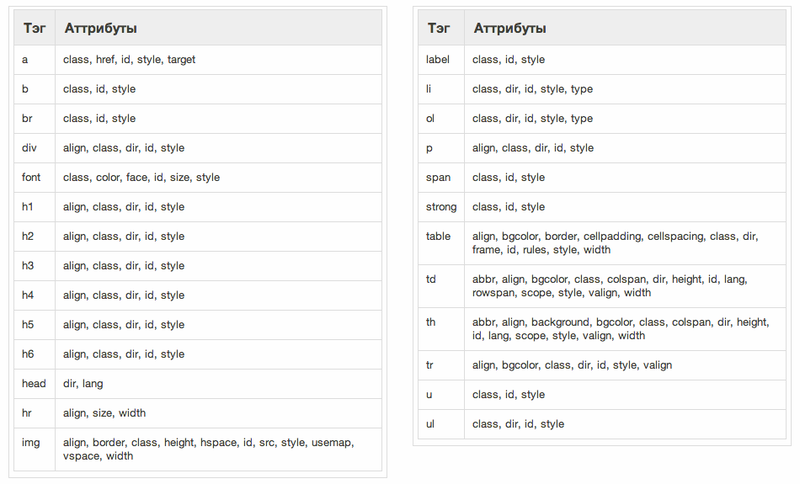 Тэг Аттрибуты
a class, href, id, style, target
b class, id, style
br class, id, style
div align, class, dir, id, style
font class, color, face, id, size, style
h1 align, class, dir, id, style
h2 align, class, dir, id, style
h3 align, class, dir, id, style
h4 align, class, dir, id, style
h5 align, class, dir, id, style
h6 align, class, dir, id, style
head dir, lang
hr align, size, width
img align, border, class, height, hspace, id, src, style, usemap,
vspace, width
Тэг Аттрибуты
label class, id, style
li class, dir, id, style, type
ol class, dir, id, style, type
p align, class, dir, id, style
span class, id, style
strong class, id, style
table align, bgcolor, border, cellpadding, cellspacing, class, dir,
frame, id, rules, style, width
td abbr, align, bgcolor, class, colspan, dir, height, id, lang,
rowspan, scope, style, valign, width
th abbr, align, background, bgcolor, class, colspan, dir, height,
id, lang, scope, style, valign, width
tr align, bgcolor, class, dir, id, style, valign
u class, id, style
ul class, dir, id, style